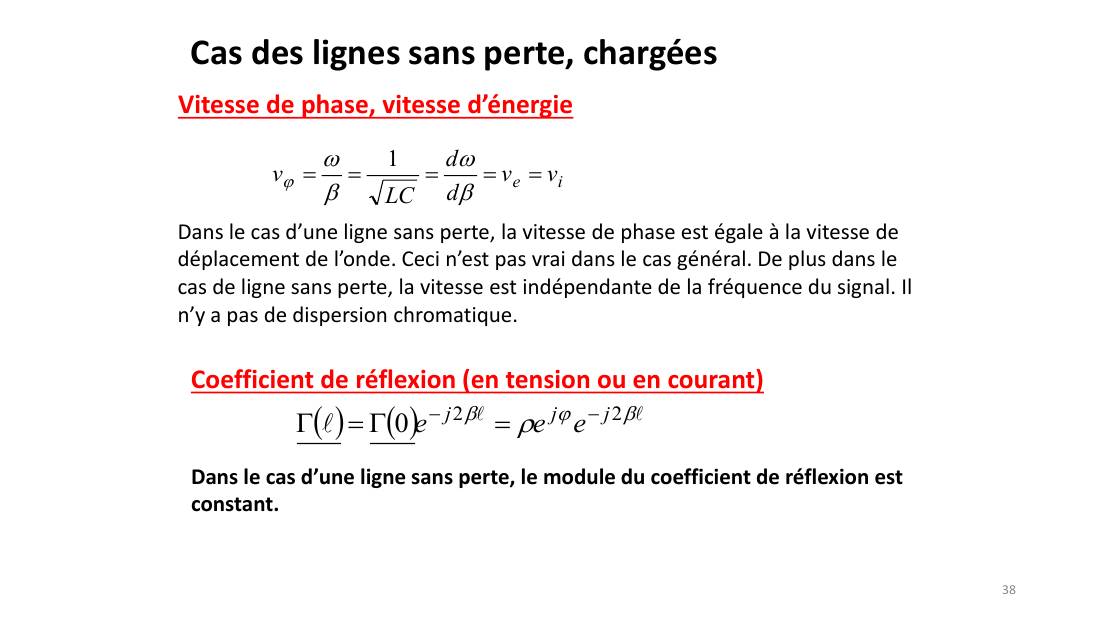 Cas des lignes sans perte, chargées
Vitesse de phase, vitesse d'énergie
v_φ = ω/β = 1/√LC = dω/dβ = v_e = v_i
Dans le cas d'une ligne sans perte, la vitesse de phase est égale à la vitesse de
déplacement de l'onde. Ceci n'est pas vrai dans le cas général. De plus dans le
cas de ligne sans perte, la vitesse est indépendante de la fréquence du signal. Il
n'y a pas de dispersion chromatique.
Coefficient de réflexion (en tension ou en courant)
Γ(ℓ) = Γ(0)e^{-j2βℓ} = ρe^{jφ}e^{-j2βℓ}
Dans le cas d'une ligne sans perte, le module du coefficient de réflexion est
constant.
38